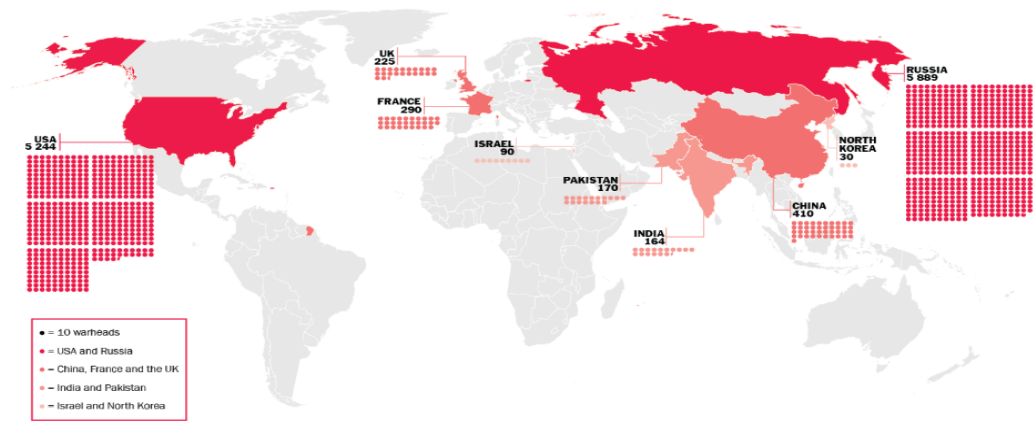 UK
225
FRANCE
290
RUSSIA
5 889
USA
5 244
ISRAEL
90
NORTH
KOREA
30
PAKISTAN
170
CHINA
410
INDIA
164
= 10 warheads
= USA and Russia
= China, France and the UK
= India and Pakistan
= Israel and North Korea